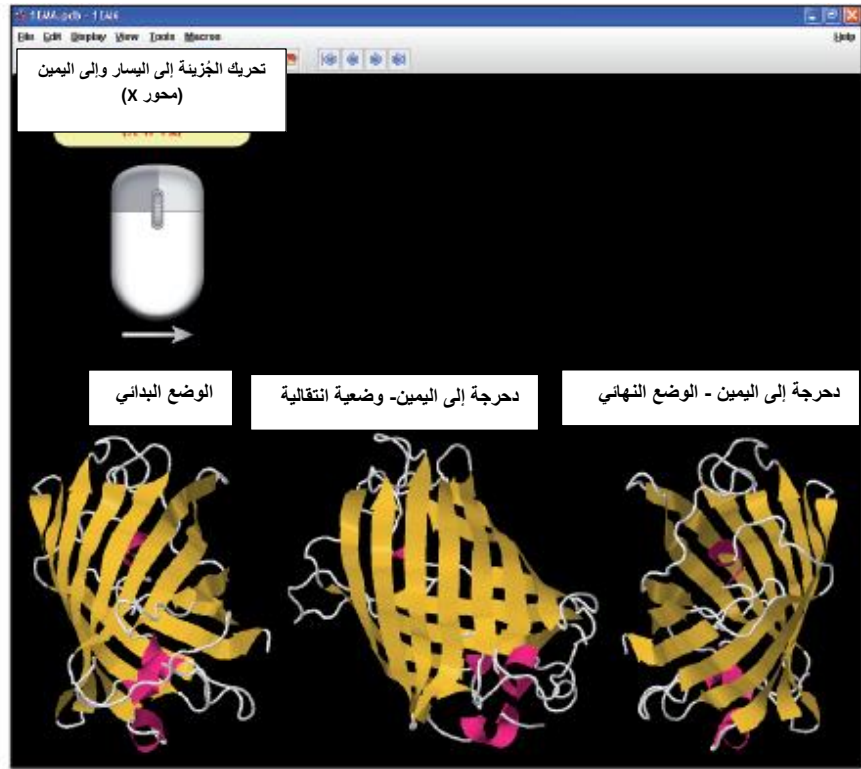 1EMA.pdb - 1EMA
File Edit Display View Tools Macros Help
تحريك الجُزيئة إلى اليسار وإلى اليمين
(محور X)
الوضع البدائي
دحرجة إلى اليمين- وضعية انتقالية
دحرجة إلى اليمين - الوضع النهائي